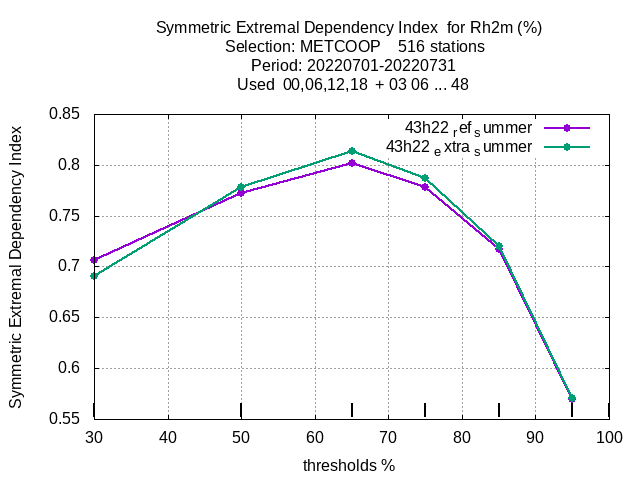 Symmetric Extremal Dependency Index  for Rh2m (%)
Selection: METCOOP    516 stations
Period: 20220701-20220731
Used  00,06,12,18  + 03 06 ... 48
43h22 ref summer
43h22 extra summer
Symmetric Extremal Dependency Index
0.85
0.8
0.75
0.7
0.65
0.6
0.55
30 40 50 60 70 80 90 100
thresholds %